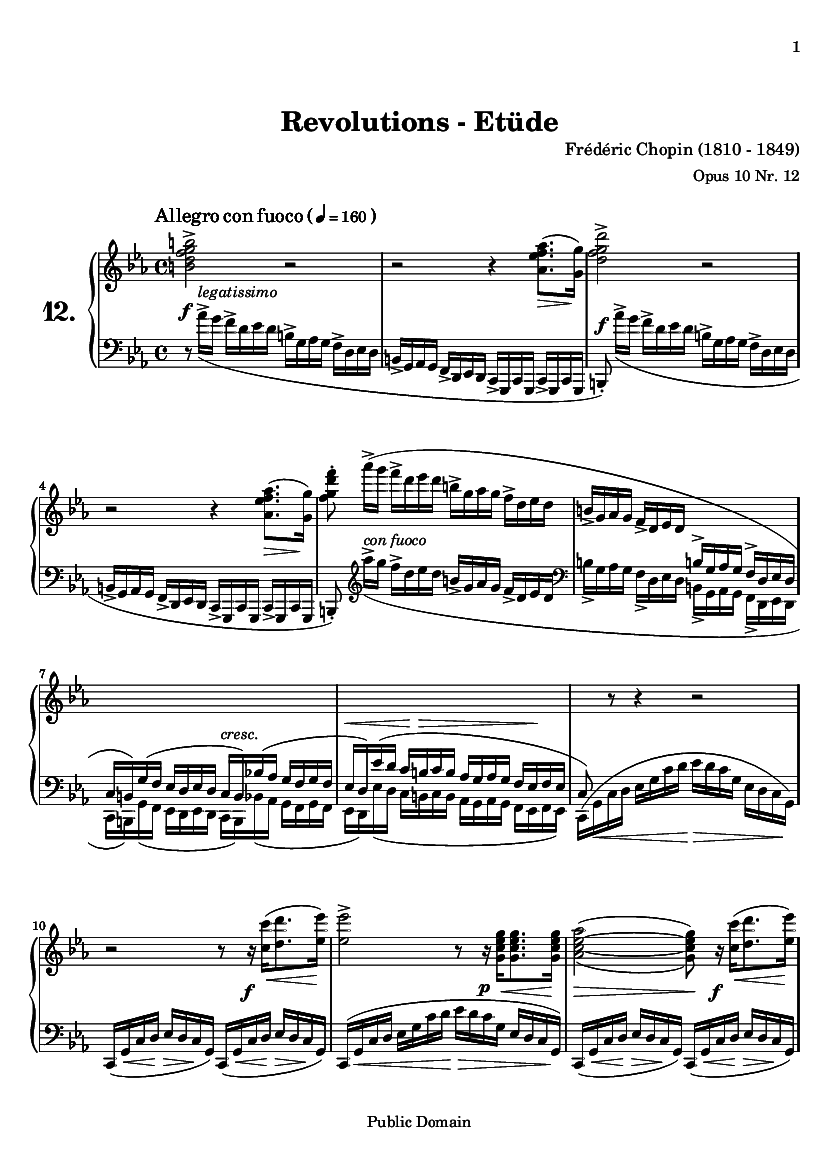 1
Revolutions - Etüde
Frédéric Chopin (1810 - 1849)
Opus 10 Nr. 12
Allegro con fuoco ( ♩ = 160 )
12.
legatissimo
f
f
4
con fuoco
7
cresc.
10
f
p
f
Public Domain